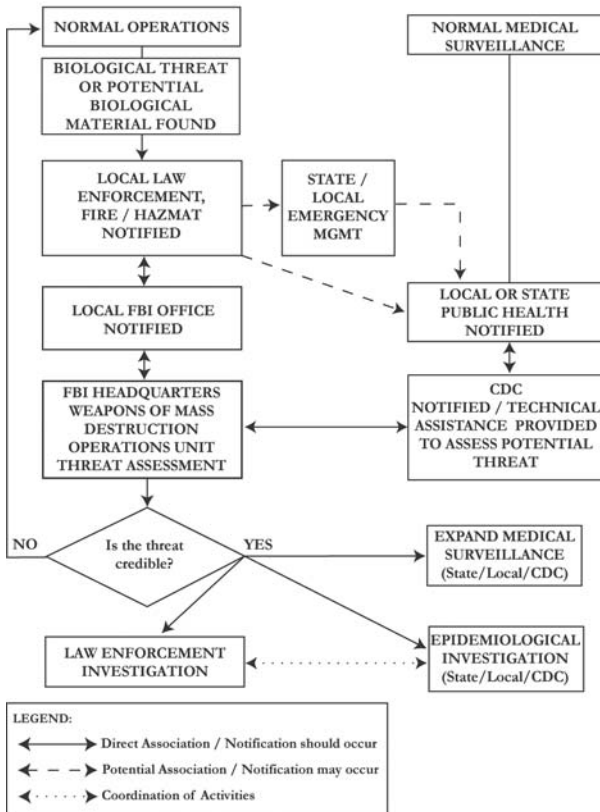 NORMAL OPERATIONS
NORMAL MEDICAL
SURVEILLANCE
BIOLOGICAL THREAT
OR POTENTIAL
BIOLOGICAL
MATERIAL FOUND
LOCAL LAW
ENFORCEMENT,
FIRE / HAZMAT
NOTIFIED
STATE /
LOCAL
EMERGENCY
MGMT
LOCAL FBI OFFICE
NOTIFIED
LOCAL OR STATE
PUBLIC HEALTH
NOTIFIED
FBI HEADQUARTERS
WEAPONS OF MASS
DESTRUCTION
OPERATIONS UNIT
THREAT ASSESSMENT
CDC
NOTIFIED / TECHNICAL
ASSISTANCE PROVIDED
TO ASSESS POTENTIAL
THREAT
NO
Is the threat
credible?
YES
EXPAND MEDICAL
SURVEILLANCE
(State/Local/CDC)
LAW ENFORCEMENT
INVESTIGATION
EPIDEMIOLOGICAL
INVESTIGATION
(State/Local/CDC)
LEGEND:
Direct Association / Notification should occur
Potential Association / Notification may occur
Coordination of Activities